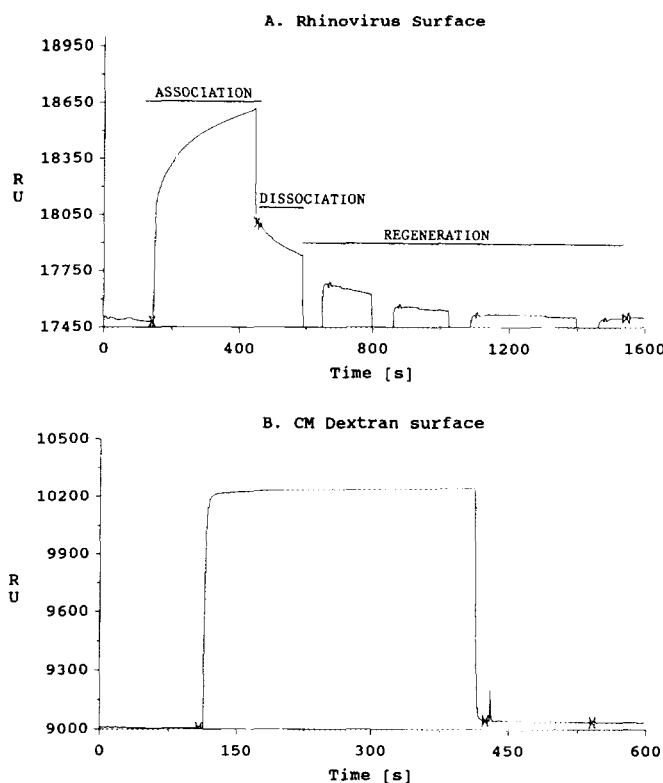 A. Rhinovirus Surface
18950
18650
18350
18050
17750
17450
R
U
ASSOCIATION
DISSOCIATION
REGENERATION
0 400 800 1200 1600
Time [s]
B. CM Dextran surface
10500
10200
9900
9600
9300
9000
R
U
0 150 300 450 600
Time [s]